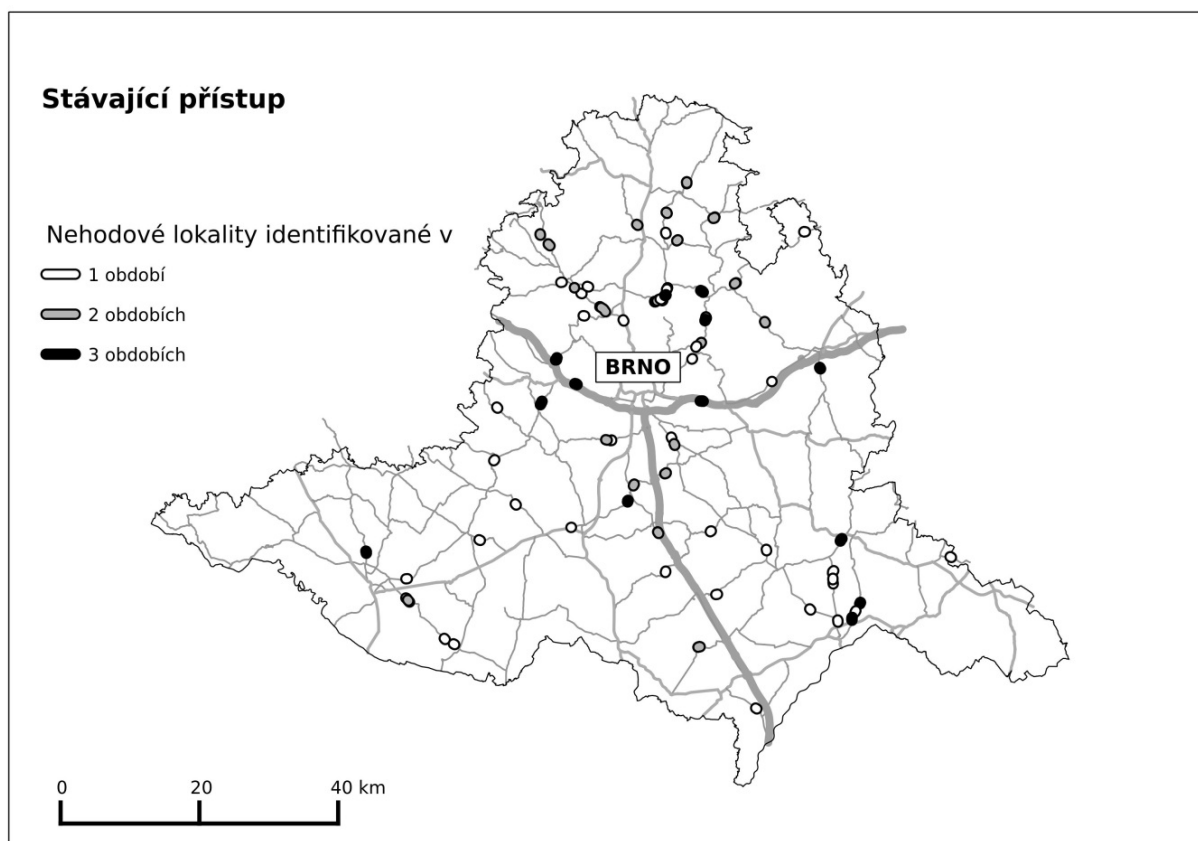 Stávající přístup
Nehodové lokality identifikované v
1 období
2 obdobích
3 obdobích
BRNO
0 20 40 km